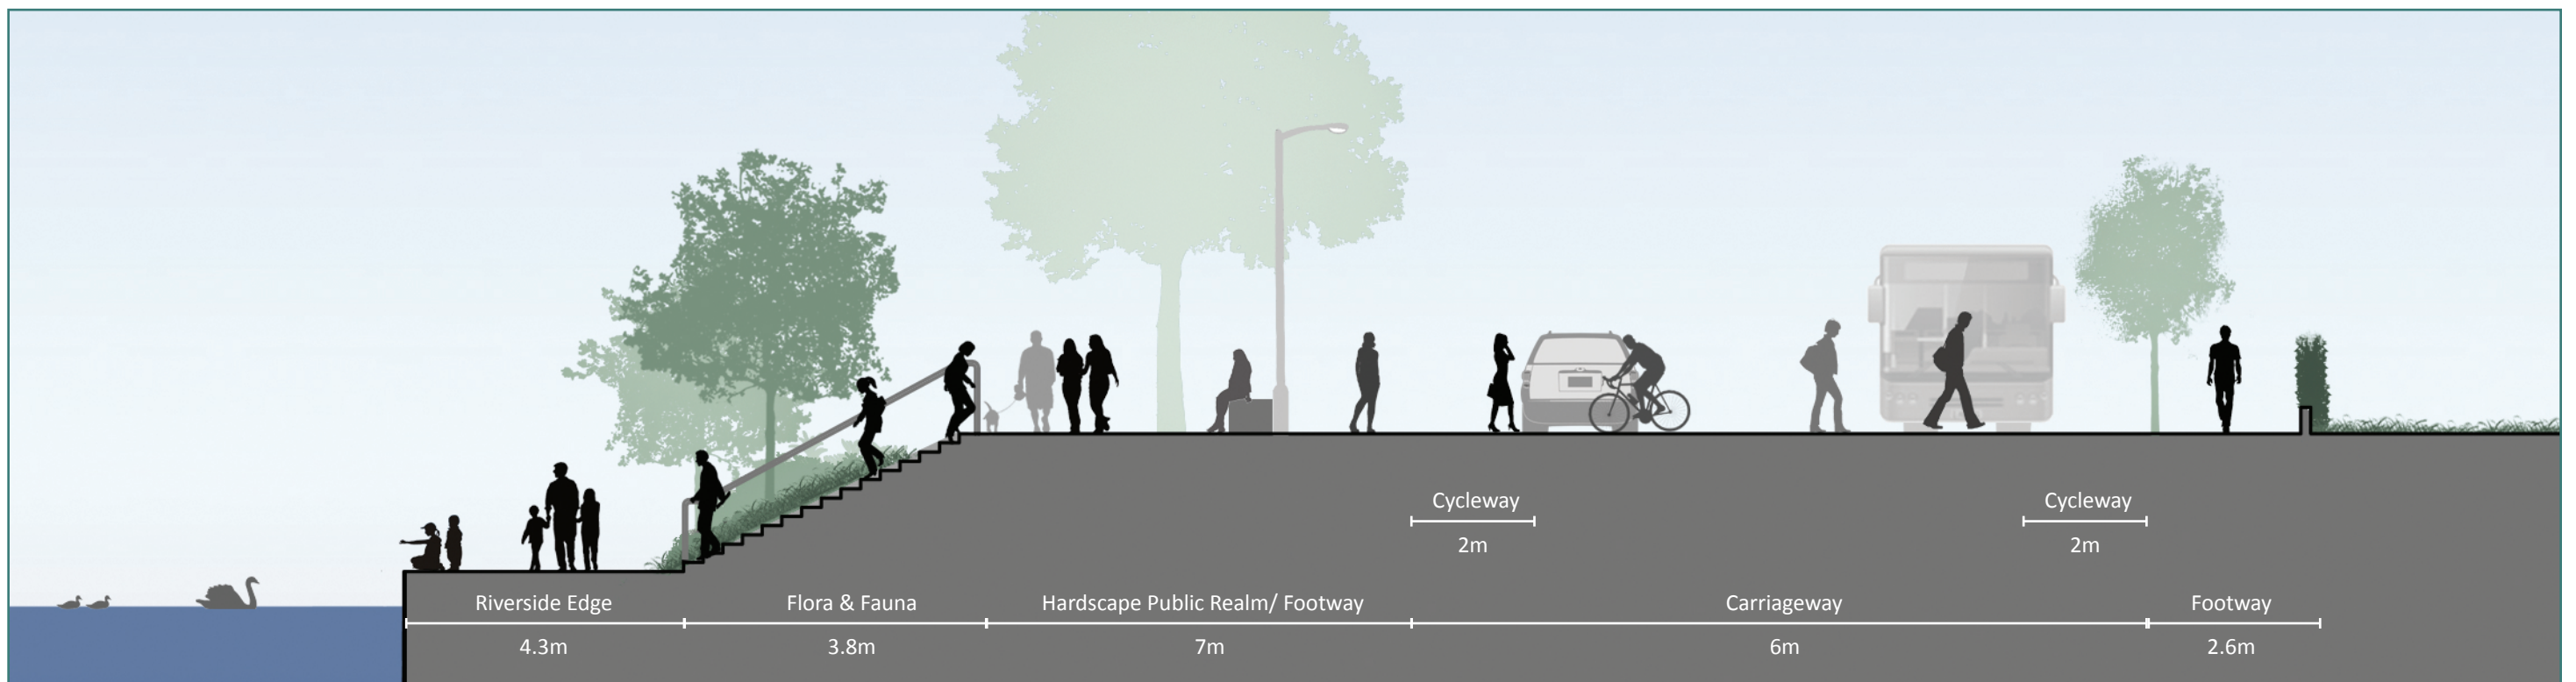 Cycleway
2m
Cycleway
2m
Riverside Edge
4.3m
Flora & Fauna
3.8m
Hardscape Public Realm/ Footway
7m
Carriageway
6m
Footway
2.6m